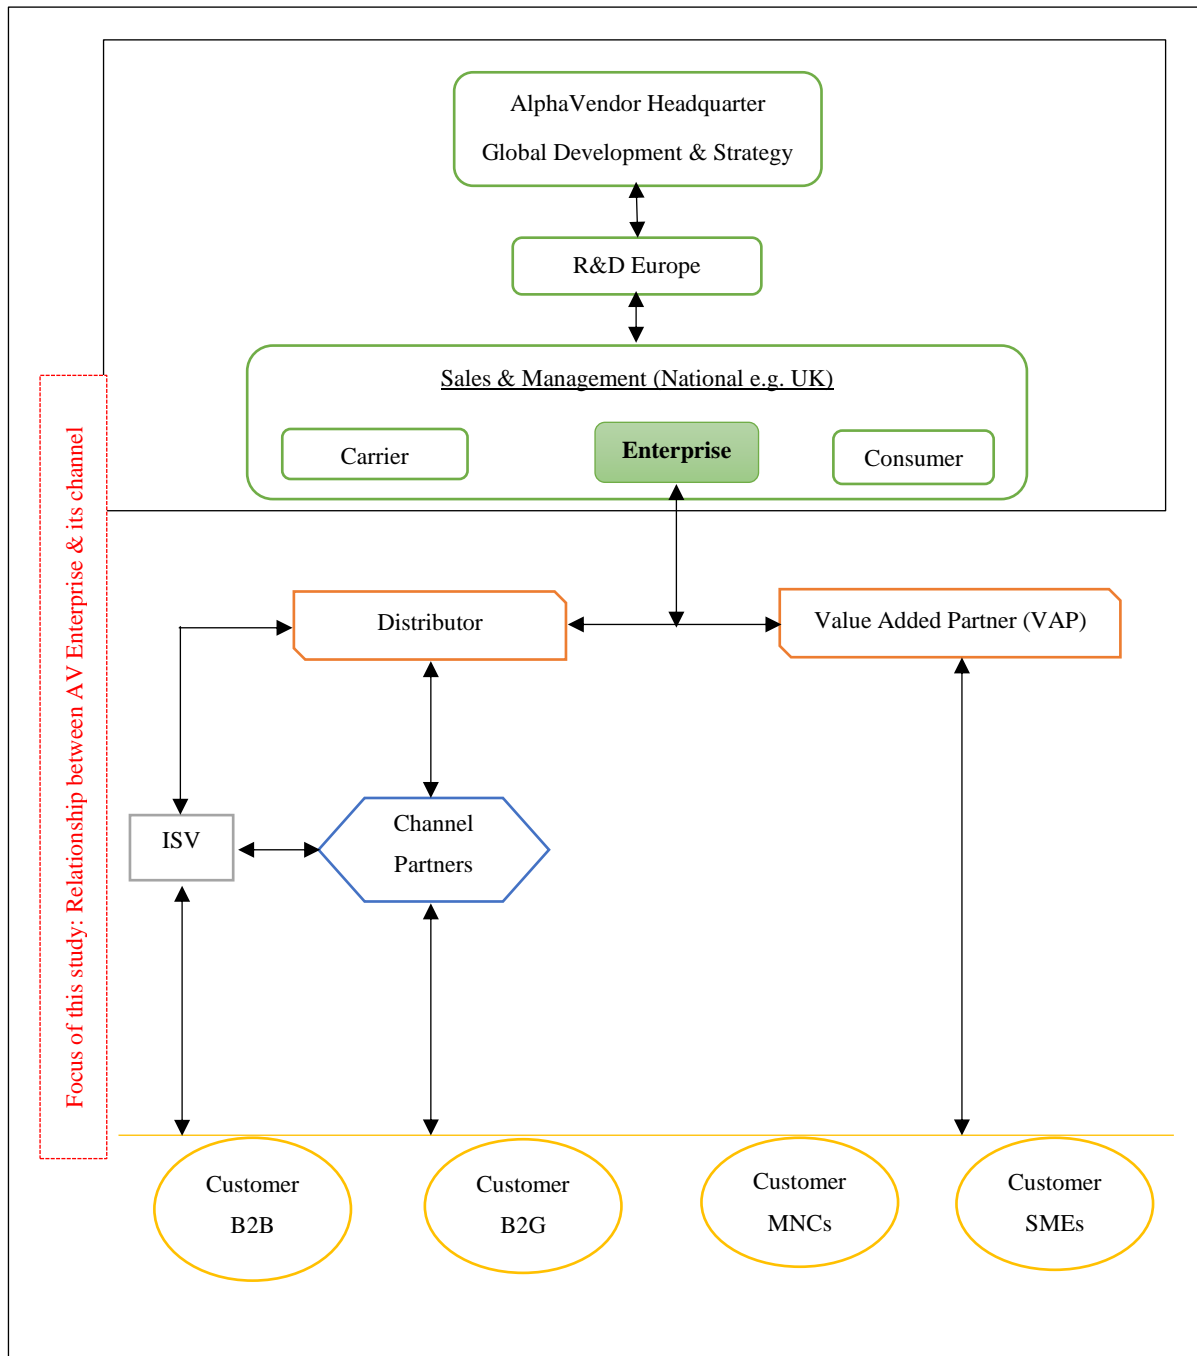 AlphaVendor Headquarter
Global Development & Strategy
R&D Europe
Sales & Management (National e.g. UK)
Carrier
Enterprise
Consumer
Focus of this study: Relationship between AV Enterprise & its channel
Distributor
Value Added Partner (VAP)
ISV
Channel
Partners
Customer
B2B
Customer
B2G
Customer
MNCs
Customer
SMEs